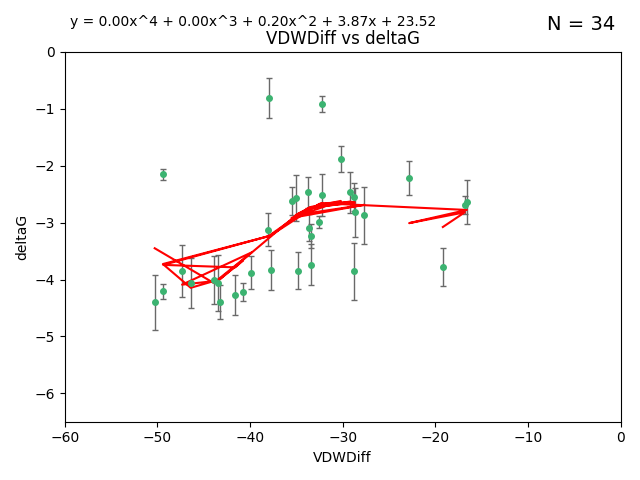 y = 0.00x^4 + 0.00x^3 + 0.20x^2 + 3.87x + 23.52
N = 34
VDWDiff vs deltaG
deltaG
0
−1
−2
−3
−4
−5
−6
−60 −50 −40 −30 −20 −10 0
VDWDiff